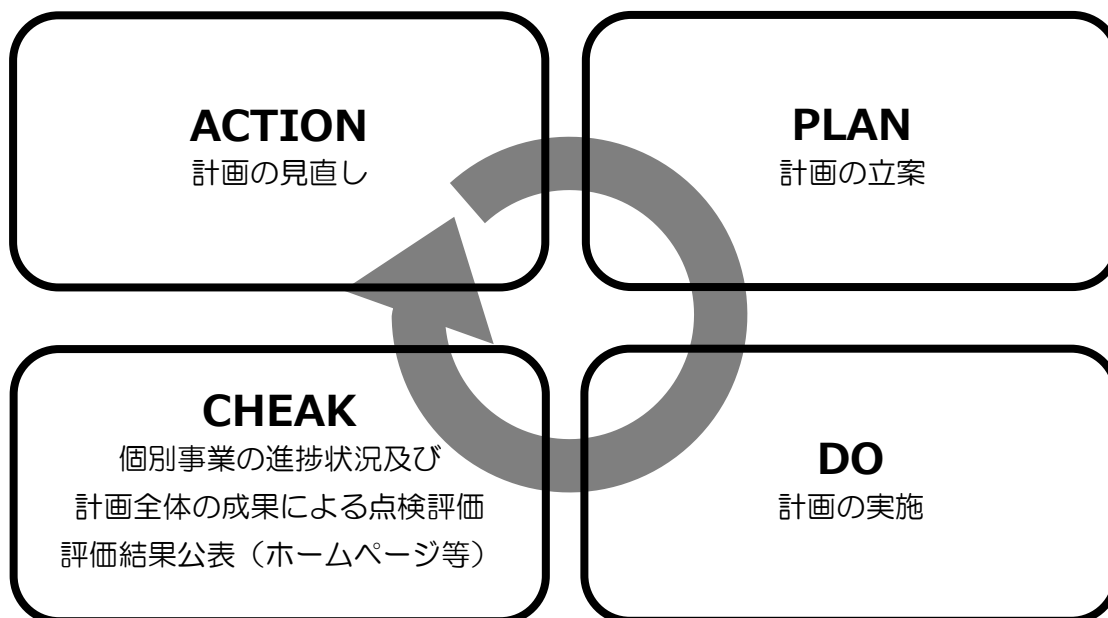 ACTION
計画の見直し
PLAN
計画の立案
CHEAK
個別事業の進捗状況及び
計画全体の成果による点検評価
評価結果公表（ホームページ等）
DO
計画の実施